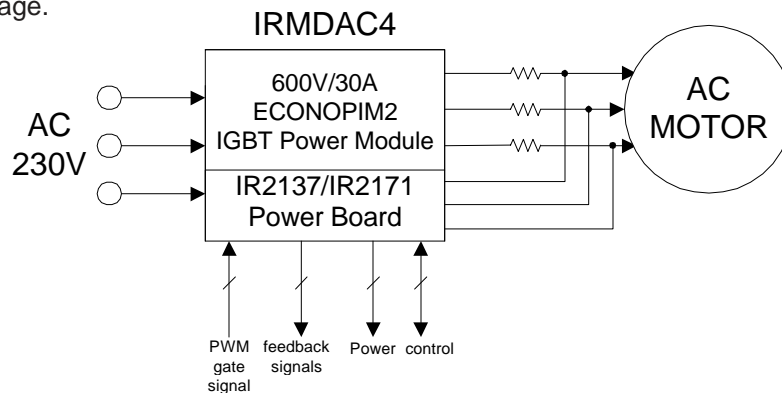 age.
IRMDAC4
600V/30A
ECONOPIM2
IGBT Power Module
AC
230V
AC
MOTOR
IR2137/IR2171
Power Board
PWM
gate
signal
feedback
signals
Power
control